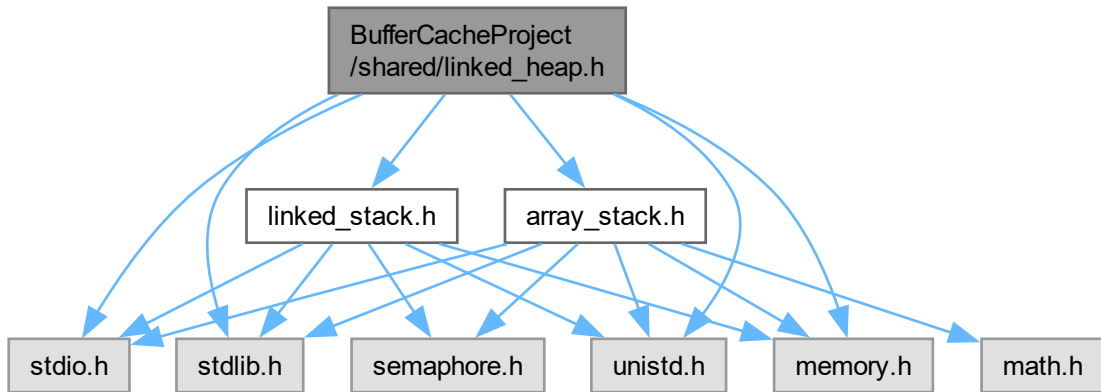 BufferCacheProject
/shared/linked_heap.h
linked_stack.h
array_stack.h
stdio.h
stdlib.h
semaphore.h
unistd.h
memory.h
math.h